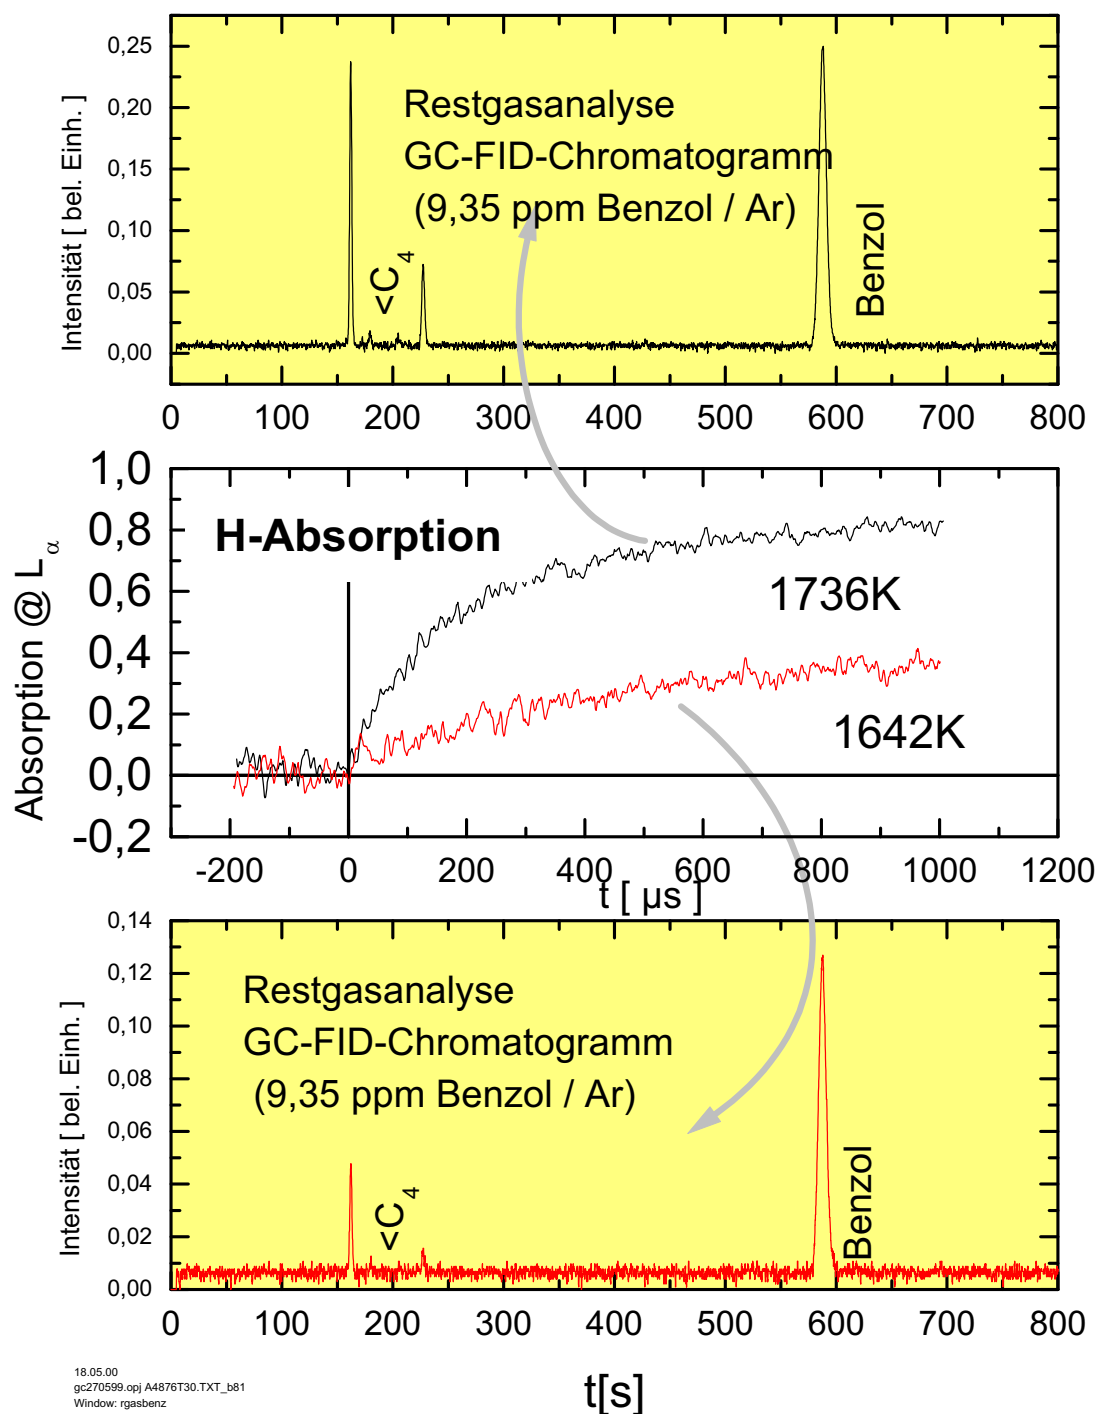 0,25
0,20
0,15
0,10
0,05
0,00
Intensität [ bel. Einh. ]
Restgasanalyse
GC-FID-Chromatogramm
(9,35 ppm Benzol / Ar)
<C4
Benzol
0 100 200 300 400 500 600 700 800
1,0
0,8
0,6
0,4
0,2
0,0
-0,2
Absorption @ Lα
H-Absorption
1736K
1642K
-200 0 200 400 600 800 1000 1200
t [ µs ]
0,14
0,12
0,10
0,08
0,06
0,04
0,02
0,00
Intensität [ bel. Einh. ]
Restgasanalyse
GC-FID-Chromatogramm
(9,35 ppm Benzol / Ar)
<C4
Benzol
0 100 200 300 400 500 600 700 800
t[s]
18.05.00
gc270599.opj A4876T30.TXT_b81
Window: rgasbenz